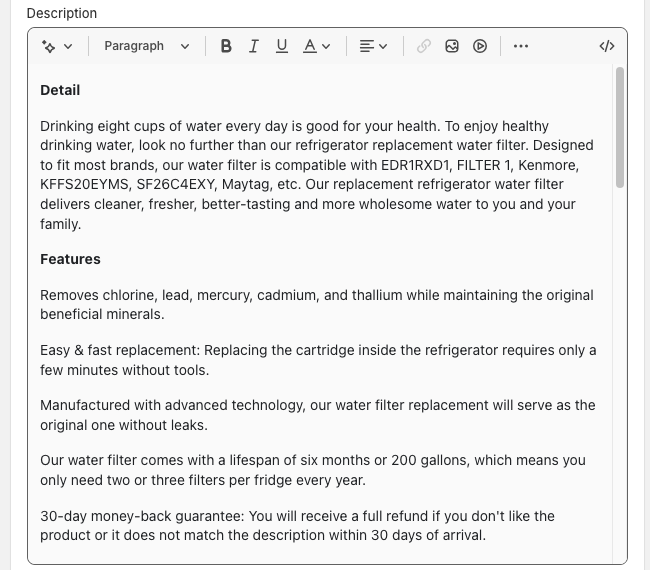 Description
Paragraph
B I U A
Detail
Drinking eight cups of water every day is good for your health. To enjoy healthy
drinking water, look no further than our refrigerator replacement water filter. Designed
to fit most brands, our water filter is compatible with EDR1RXD1, FILTER 1, Kenmore,
KFFS20EYMS, SF26C4EXY, Maytag, etc. Our replacement refrigerator water filter
delivers cleaner, fresher, better-tasting and more wholesome water to you and your
family.
Features
Removes chlorine, lead, mercury, cadmium, and thallium while maintaining the original
beneficial minerals.
Easy & fast replacement: Replacing the cartridge inside the refrigerator requires only a
few minutes without tools.
Manufactured with advanced technology, our water filter replacement will serve as the
original one without leaks.
Our water filter comes with a lifespan of six months or 200 gallons, which means you
only need two or three filters per fridge every year.
30-day money-back guarantee: You will receive a full refund if you don't like the
product or it does not match the description within 30 days of arrival.